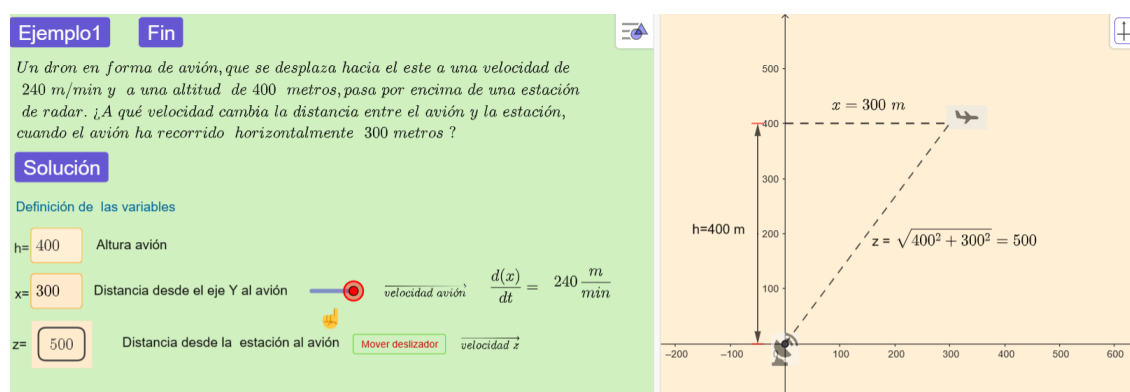 Ejemplo1 Fin
Un dron en forma de avión, que se desplaza hacia el este a una velocidad de
240 m/min y a una altitud de 400 metros, pasa por encima de una estación
de radar. ¿A qué velocidad cambia la distancia entre el avión y la estación,
cuando el avión ha recorrido horizontalmente 300 metros ?
Solución
Definición de las variables
h= 400 Altura avión
x= 300 Distancia desde el eje Y al avión velocidad avión d(x)/dt = 240 m/min
z= 500 Distancia desde la estación al avión Mover deslizador velocidad z
500
x = 300 m
400
300
h=400 m
200
z = √400² + 300² = 500
100
−200 −100 0 100 200 300 400 500 600